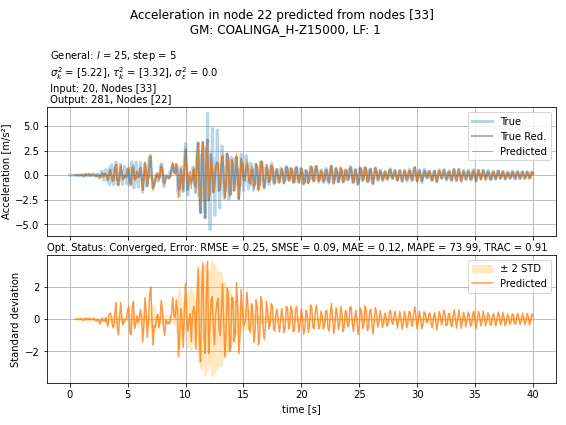 Acceleration in node 22 predicted from nodes [33]
GM: COALINGA_H-Z15000, LF: 1
General: l = 25, step = 5
σ²ₖ = [5.22], τ²ₖ = [3.32], σ²ε = 0.0
Input: 20, Nodes [33]
Output: 281, Nodes [22]
Acceleration [m/s²]
5.0
2.5
0.0
−2.5
−5.0
True
True Red.
Predicted
Opt. Status: Converged, Error: RMSE = 0.25, SMSE = 0.09, MAE = 0.12, MAPE = 73.99, TRAC = 0.91
Standard deviation
2
0
−2
± 2 STD
Predicted
0 5 10 15 20 25 30 35 40
time [s]